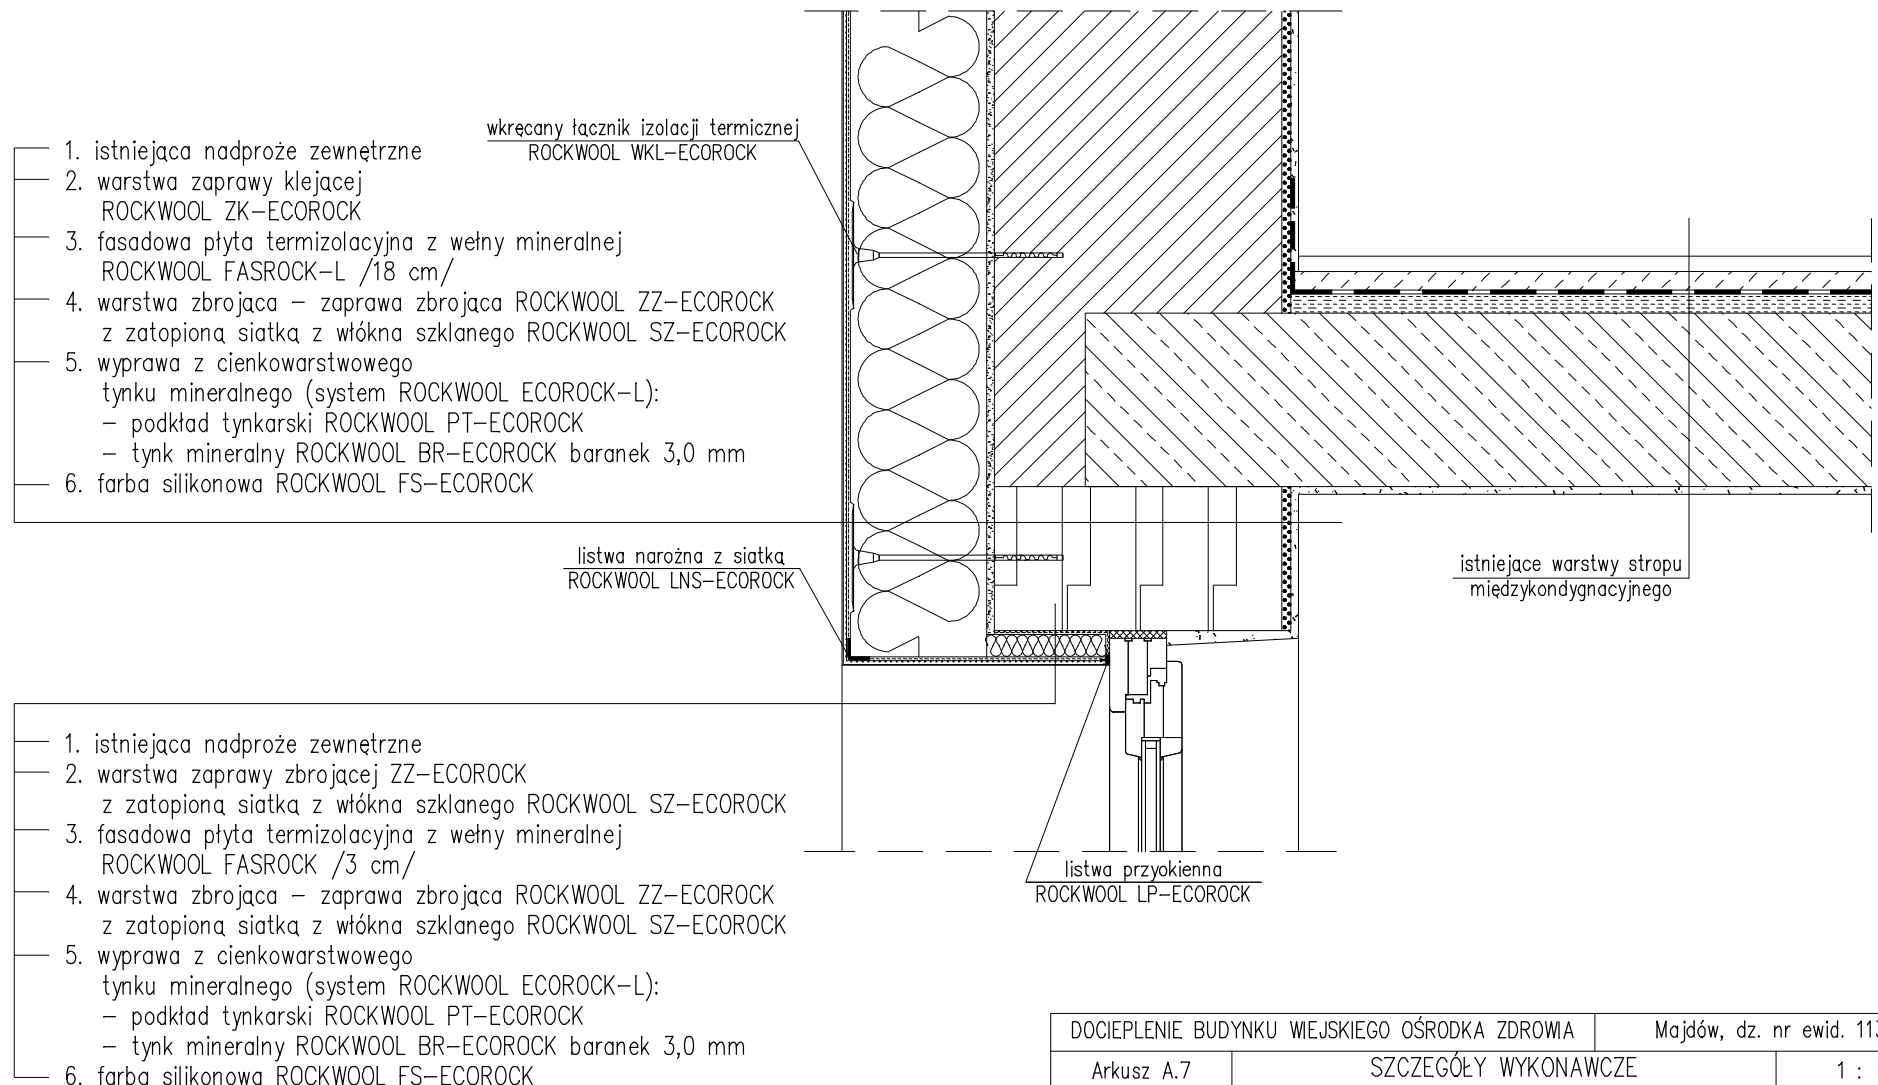 wkręcany łącznik izolacji termicznej
ROCKWOOL WKL-ECOROCK
1. istniejąca nadproże zewnętrzne
2. warstwa zaprawy klejącej
ROCKWOOL ZK-ECOROCK
3. fasadowa płyta termizolacyjna z wełny mineralnej
ROCKWOOL FASROCK-L /18 cm/
4. warstwa zbrojąca – zaprawa zbrojąca ROCKWOOL ZZ-ECOROCK
z zatopioną siatką z włókna szklanego ROCKWOOL SZ-ECOROCK
5. wyprawa z cienkowarstwowego
tynku mineralnego (system ROCKWOOL ECOROCK-L):
– podkład tynkarski ROCKWOOL PT-ECOROCK
– tynk mineralny ROCKWOOL BR-ECOROCK baranek 3,0 mm
6. farba silikonowa ROCKWOOL FS-ECOROCK
listwa narożna z siatką
ROCKWOOL LNS-ECOROCK
istniejące warstwy stropu
międzykondygnacyjnego
1. istniejąca nadproże zewnętrzne
2. warstwa zaprawy zbrojącej ZZ-ECOROCK
z zatopioną siatką z włókna szklanego ROCKWOOL SZ-ECOROCK
3. fasadowa płyta termizolacyjna z wełny mineralnej
ROCKWOOL FASROCK /3 cm/
4. warstwa zbrojąca – zaprawa zbrojąca ROCKWOOL ZZ-ECOROCK
z zatopioną siatką z włókna szklanego ROCKWOOL SZ-ECOROCK
5. wyprawa z cienkowarstwowego
tynku mineralnego (system ROCKWOOL ECOROCK-L):
– podkład tynkarski ROCKWOOL PT-ECOROCK
– tynk mineralny ROCKWOOL BR-ECOROCK baranek 3,0 mm
6. farba silikonowa ROCKWOOL FS-ECOROCK
listwa przyokienna
ROCKWOOL LP-ECOROCK
DOCIEPLENIE BUDYNKU WIEJSKIEGO OŚRODKA ZDROWIA
Majdów, dz. nr ewid.
Arkusz A.7
SZCZEGÓŁY WYKONAWCZE
1 :